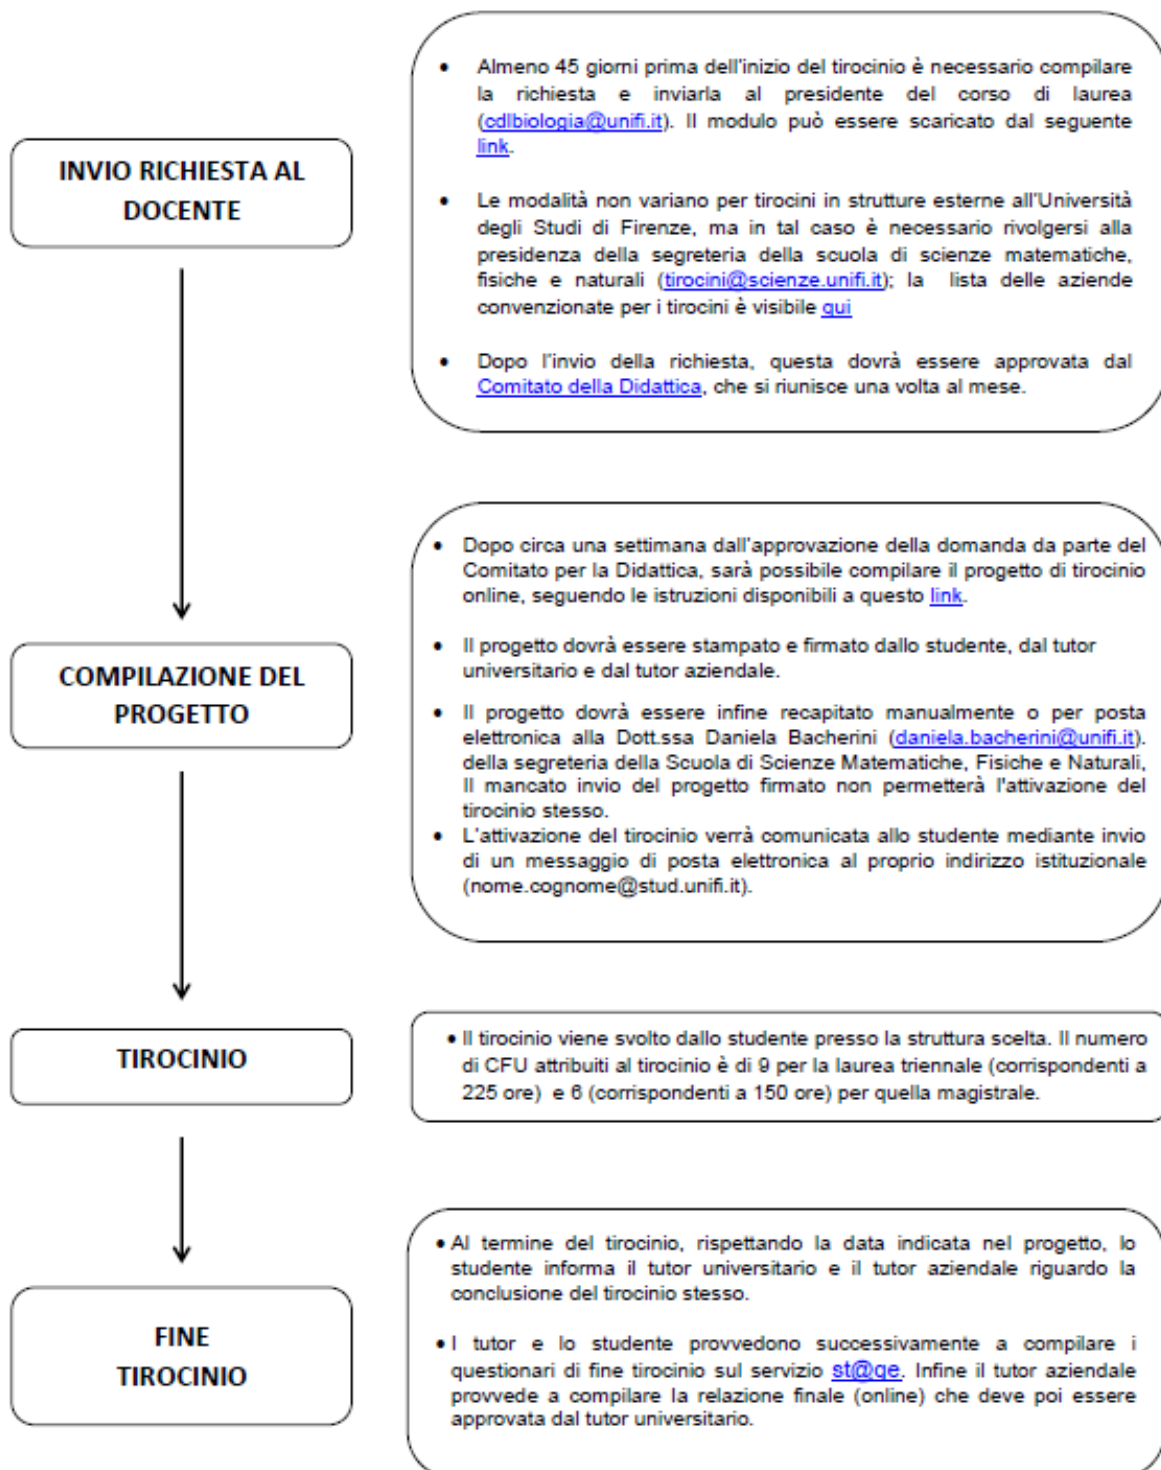 INVIO RICHIESTA AL
DOCENTE
• Almeno 45 giorni prima dell'inizio del tirocinio è necessario compilare
la richiesta e inviarla al presidente del corso di laurea
(cdlbiologia@unifi.it). Il modulo può essere scaricato dal seguente
link.
• Le modalità non variano per tirocini in strutture esterne all'Università
degli Studi di Firenze, ma in tal caso è necessario rivolgersi alla
presidenza della segreteria della scuola di scienze matematiche,
fisiche e naturali (tirocini@scienze.unifi.it); la lista delle aziende
convenzionate per i tirocini è visibile qui
• Dopo l'invio della richiesta, questa dovrà essere approvata dal
Comitato della Didattica, che si riunisce una volta al mese.
COMPILAZIONE DEL
PROGETTO
• Dopo circa una settimana dall'approvazione della domanda da parte del
Comitato per la Didattica, sarà possibile compilare il progetto di tirocinio
online, seguendo le istruzioni disponibili a questo link.
• Il progetto dovrà essere stampato e firmato dallo studente, dal tutor
universitario e dal tutor aziendale.
• Il progetto dovrà essere infine recapitato manualmente o per posta
elettronica alla Dott.ssa Daniela Bacherini (daniela.bacherini@unifi.it).
della segreteria della Scuola di Scienze Matematiche, Fisiche e Naturali,
Il mancato invio del progetto firmato non permetterà l'attivazione del
tirocinio stesso.
• L'attivazione del tirocinio verrà comunicata allo studente mediante invio
di un messaggio di posta elettronica al proprio indirizzo istituzionale
(nome.cognome@stud.unifi.it).
TIROCINIO
• Il tirocinio viene svolto dallo studente presso la struttura scelta. Il numero
di CFU attribuiti al tirocinio è di 9 per la laurea triennale (corrispondenti a
225 ore) e 6 (corrispondenti a 150 ore) per quella magistrale.
FINE
TIROCINIO
• Al termine del tirocinio, rispettando la data indicata nel progetto, lo
studente informa il tutor universitario e il tutor aziendale riguardo la
conclusione del tirocinio stesso.
• I tutor e lo studente provvedono successivamente a compilare i
questionari di fine tirocinio sul servizio st@ge. Infine il tutor aziendale
provvede a compilare la relazione finale (online) che deve poi essere
approvata dal tutor universitario.